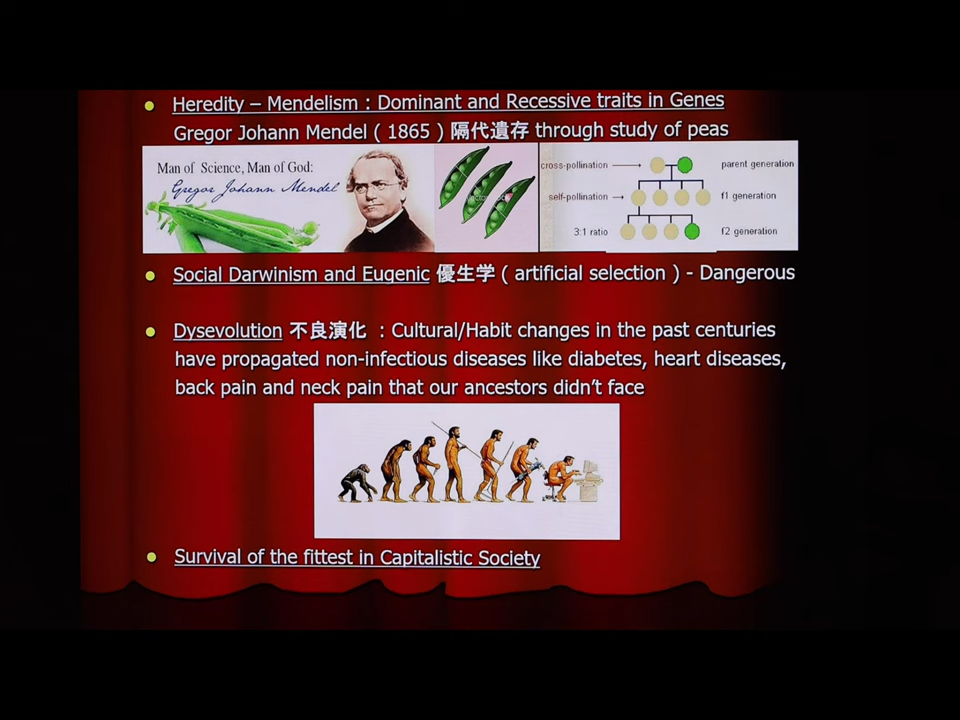 Heredity – Mendelism : Dominant and Recessive traits in Genes
Gregor Johann Mendel ( 1865 ) 隔代遺存 through study of peas
Man of Science, Man of God:
Gregor Johann Mendel
cross-pollination
parent generation
self-pollination
f1 generation
3:1 ratio
f2 generation
Social Darwinism and Eugenic 優生学 ( artificial selection ) - Dangerous
Dysevolution 不良演化 : Cultural/Habit changes in the past centuries
have propagated non-infectious diseases like diabetes, heart diseases,
back pain and neck pain that our ancestors didn’t face
Survival of the fittest in Capitalistic Society